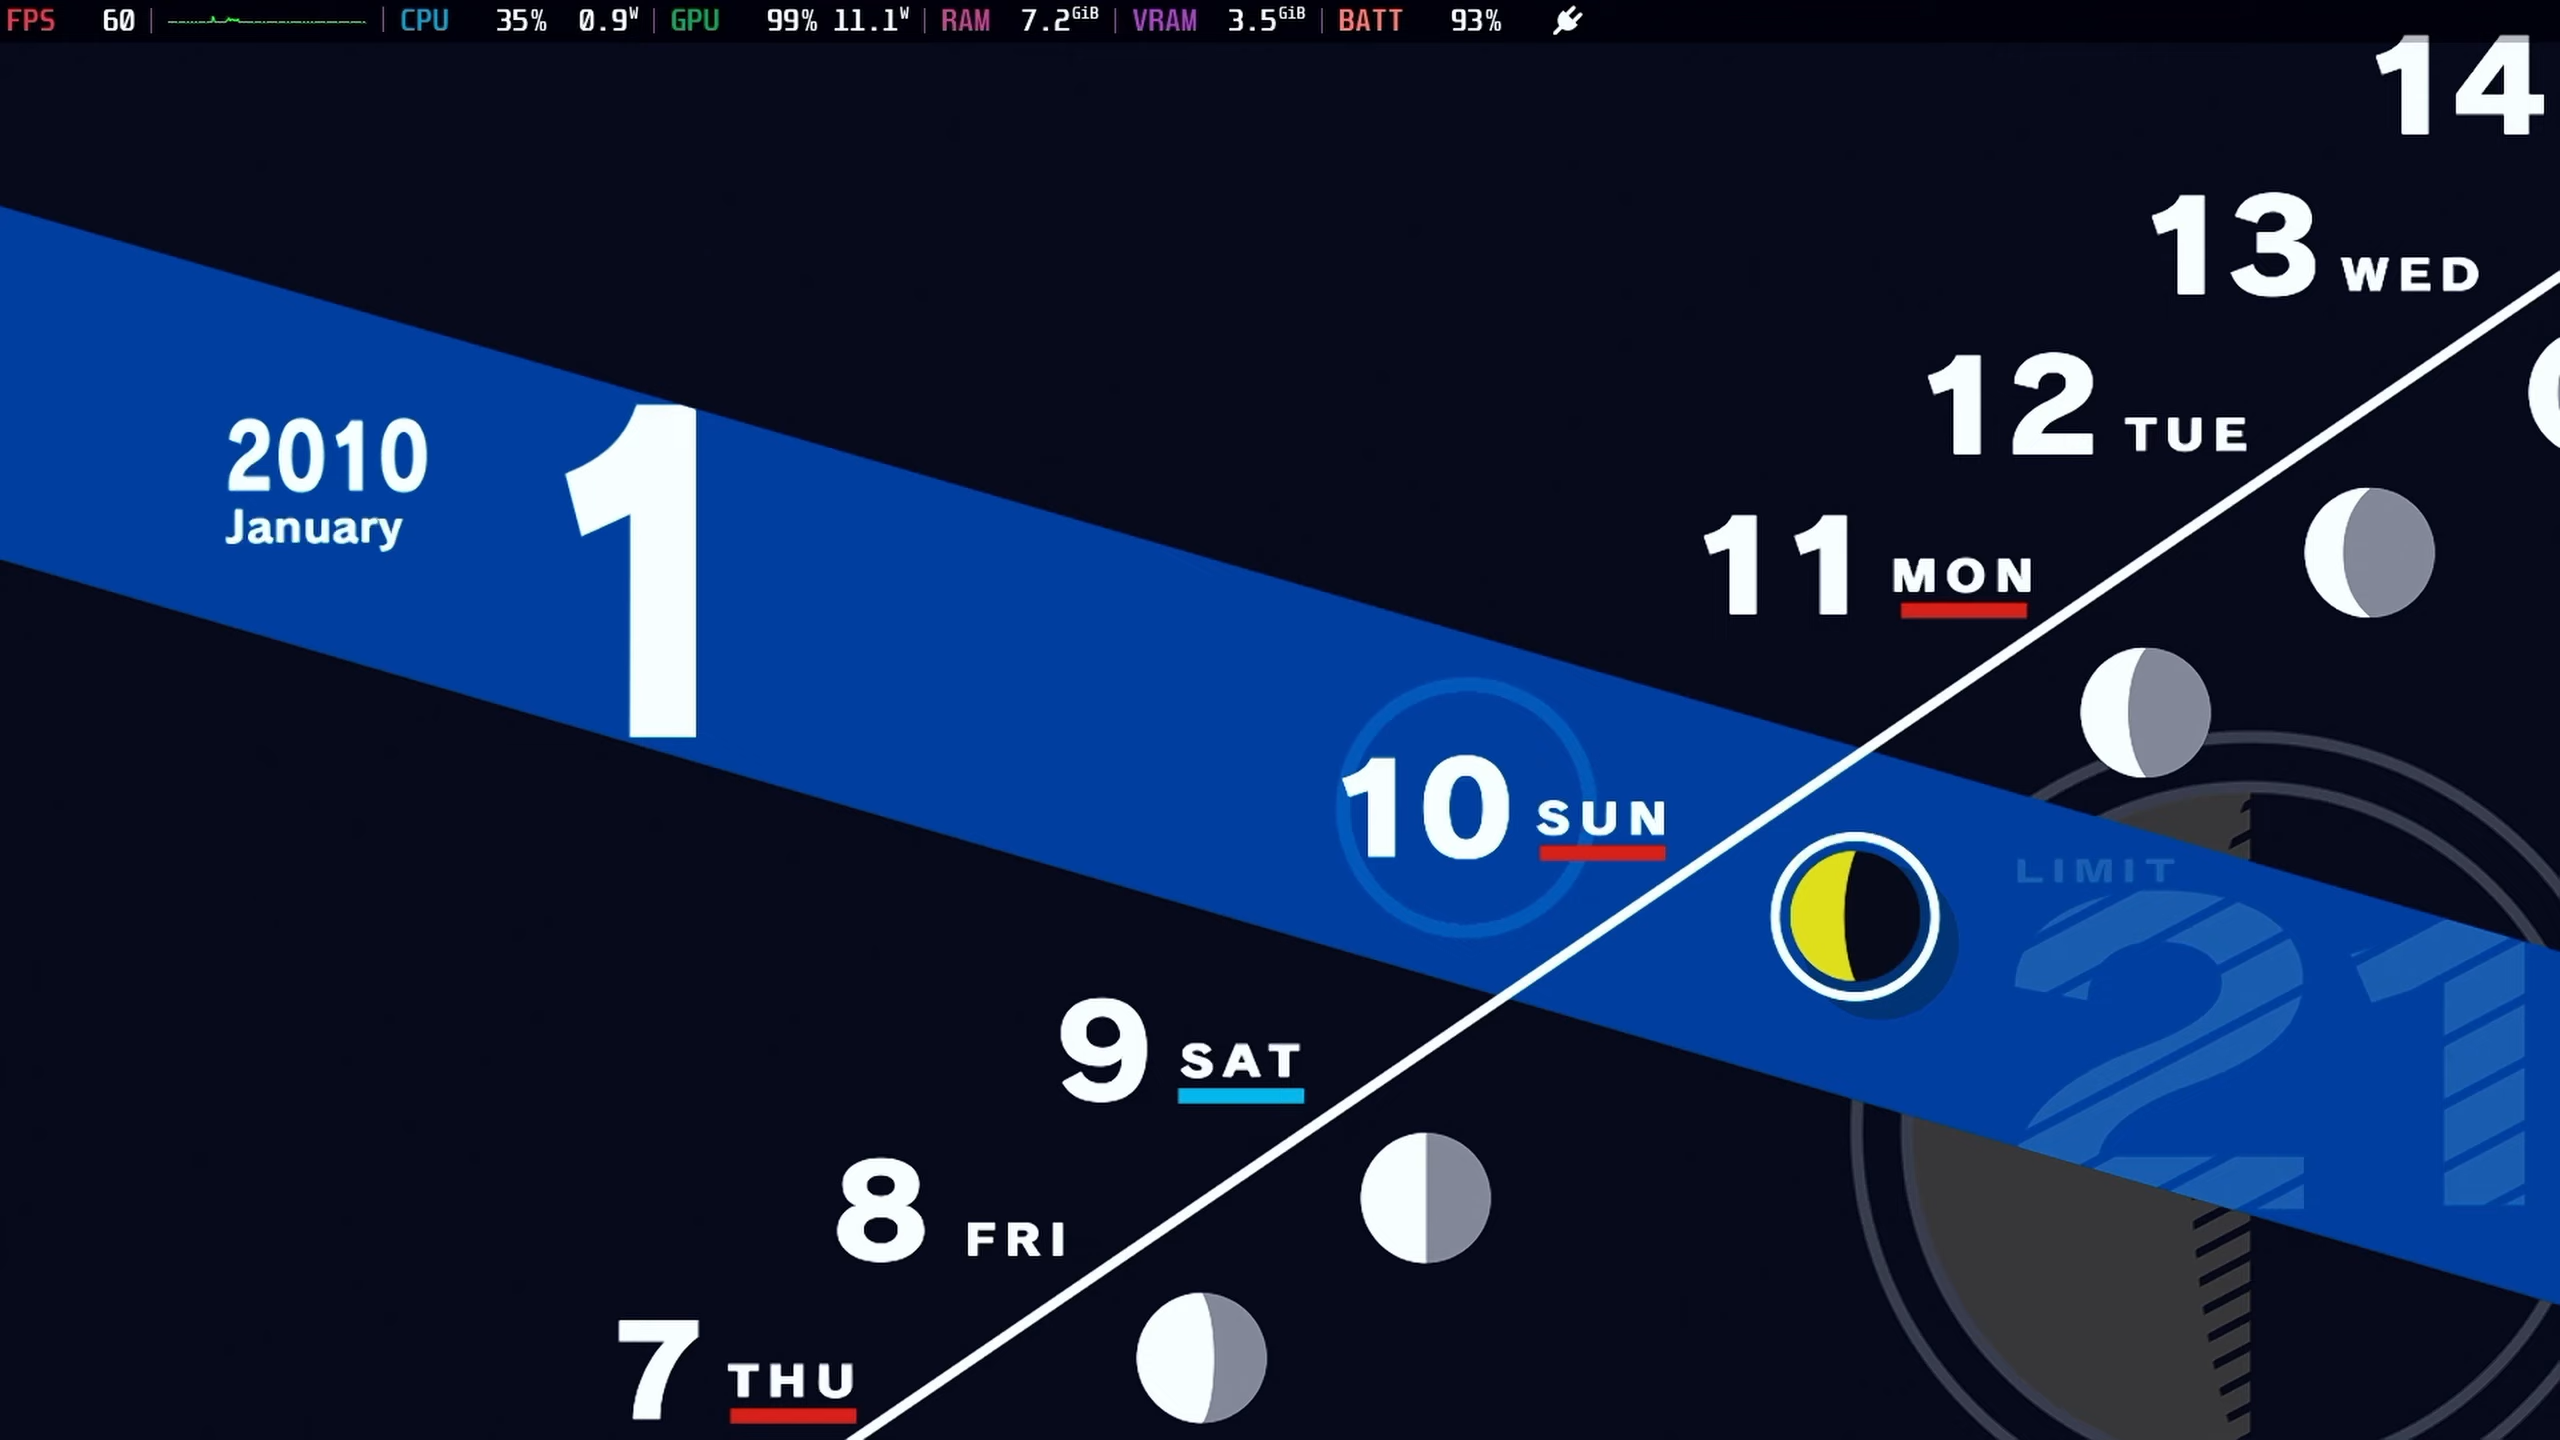 FPS 60 CPU 35% 0.9W GPU 99% 11.1W RAM 7.2GiB VRAM 3.5GiB BATT 93%
14
13 WED
12 TUE
11 MON
2010
January
1
10 SUN
LIMIT
21
9 SAT
8 FRI
7 THU